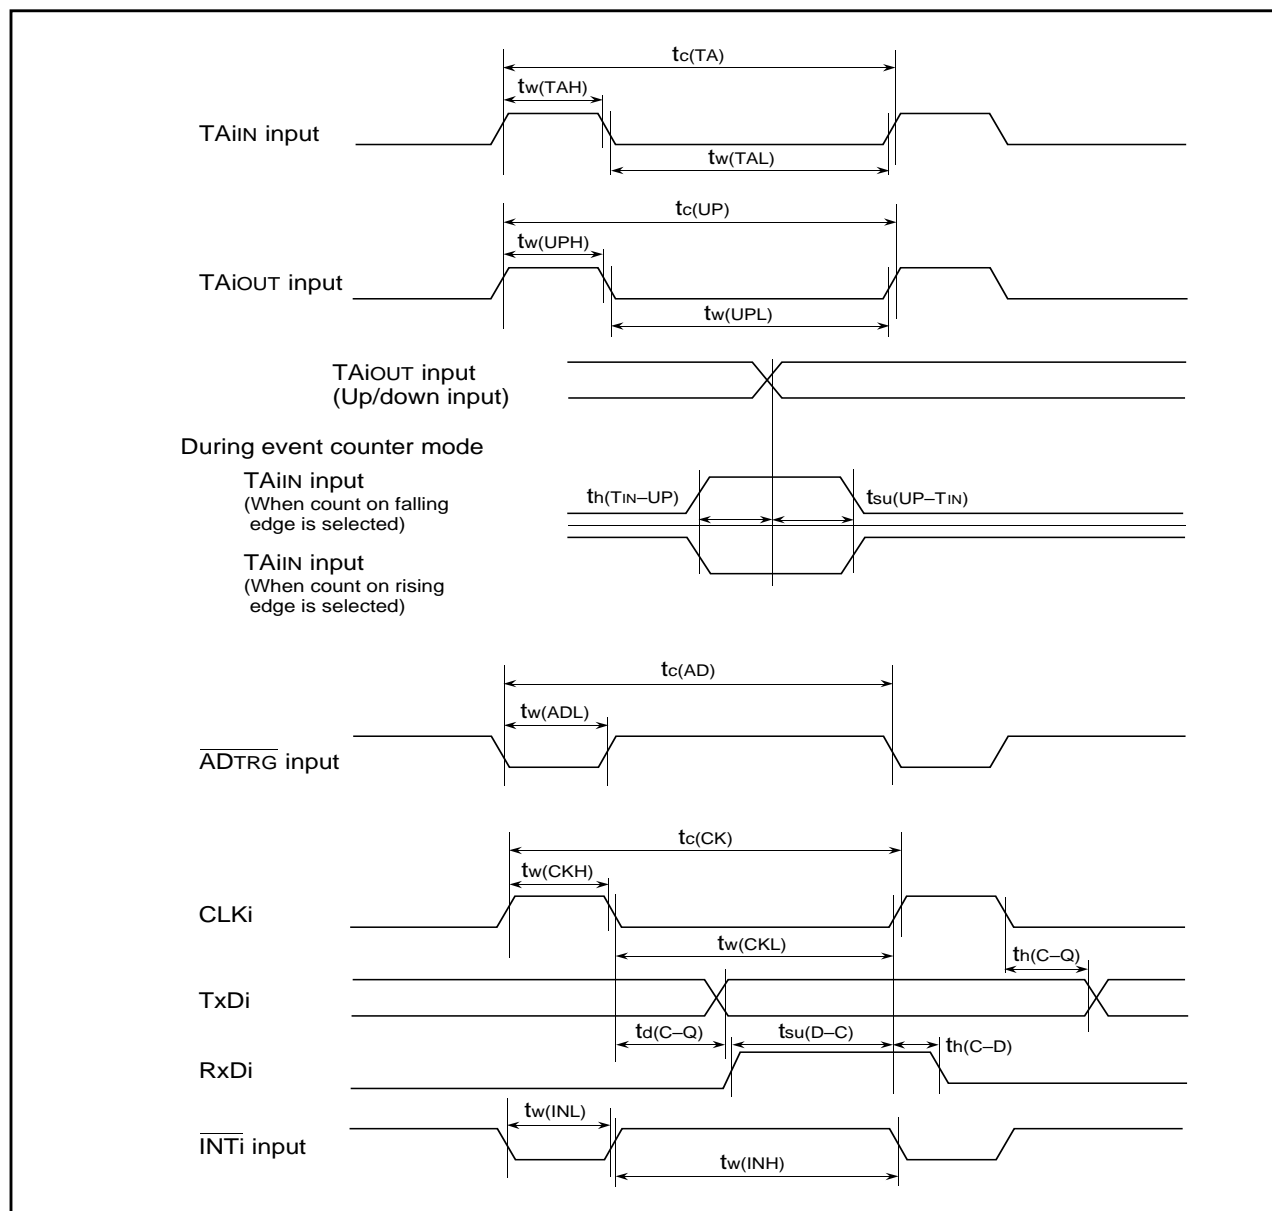 tc(TA)
tw(TAH)
TAiIN input
tw(TAL)
tc(UP)
tw(UPH)
TAiOUT input
tw(UPL)
TAiOUT input
(Up/down input)
During event counter mode
TAiIN input
(When count on falling
edge is selected)
th(TIN–UP)
tsu(UP–TIN)
TAiIN input
(When count on rising
edge is selected)
tc(AD)
tw(ADL)
ADTRG input
tc(CK)
tw(CKH)
CLKi
tw(CKL)
th(C–Q)
TxDi
td(C–Q)
tsu(D–C)
th(C–D)
RxDi
tw(INL)
INTi input
tw(INH)